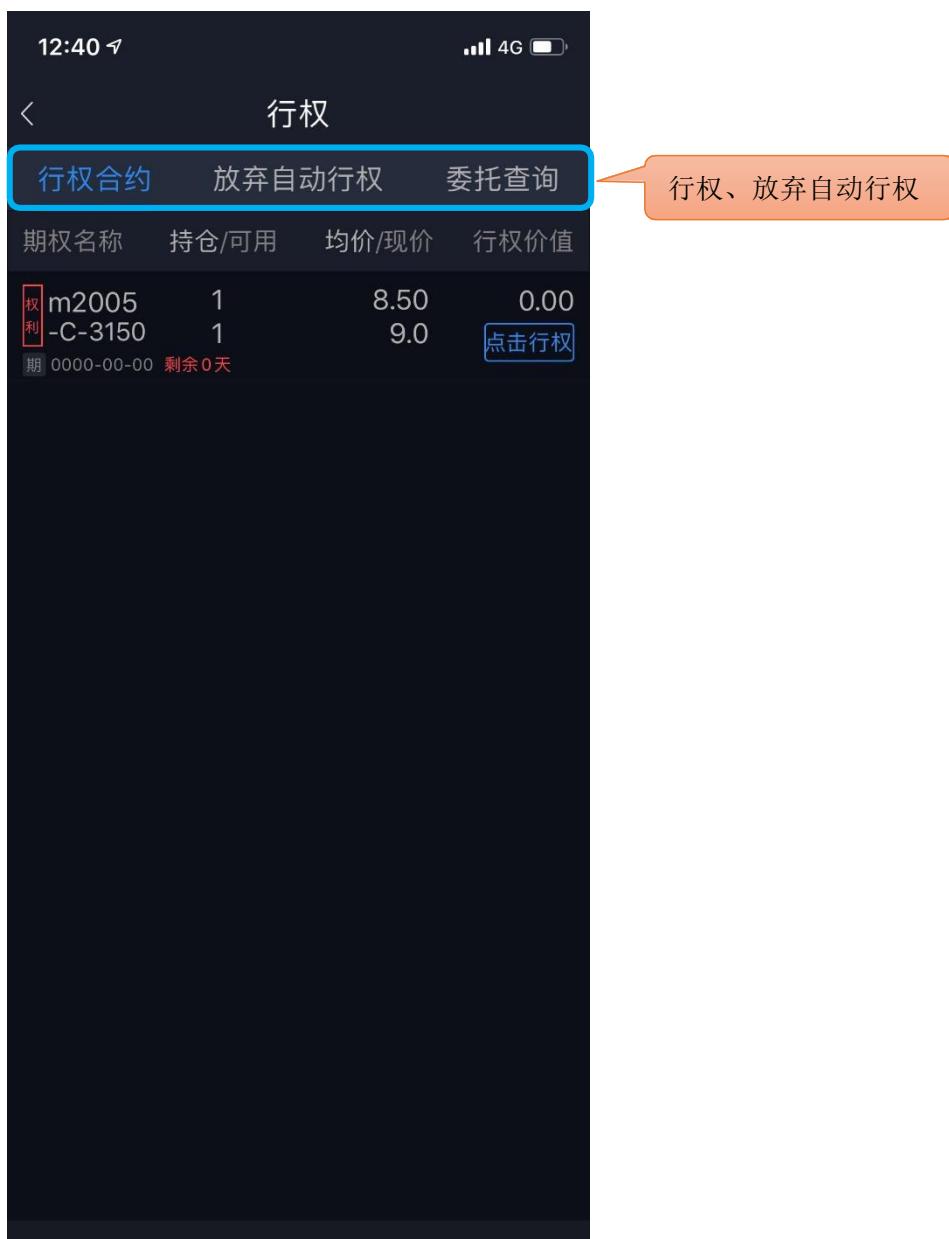 12:40
4G
行权
行权合约 放弃自动行权 委托查询
行权、放弃自动行权
期权名称 持仓/可用 均价/现价 行权价值
权利 m2005 1 8.50 0.00
-C-3150 1 9.0 点击行权
期 0000-00-00 剩余0天